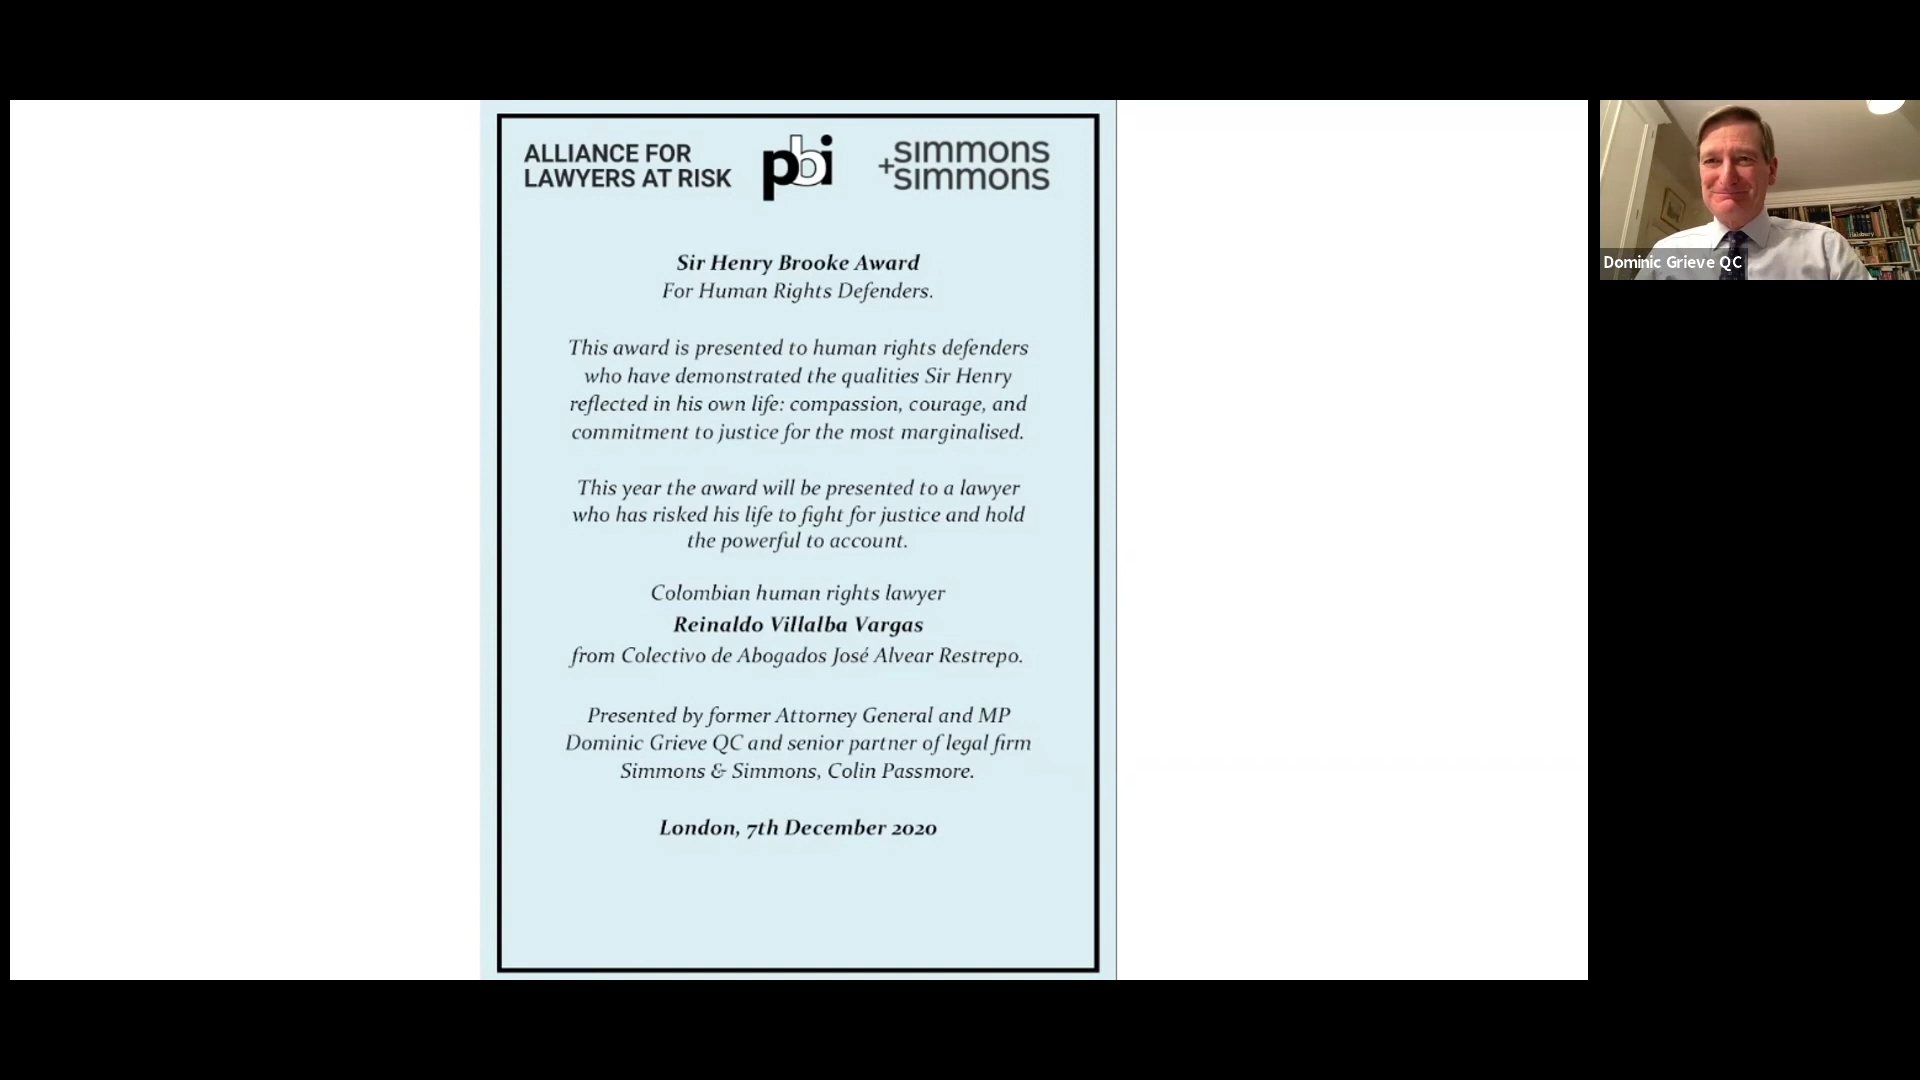 ALLIANCE FOR
LAWYERS AT RISK
pbi
simmons
+simmons
Sir Henry Brooke Award
For Human Rights Defenders.
This award is presented to human rights defenders
who have demonstrated the qualities Sir Henry
reflected in his own life: compassion, courage, and
commitment to justice for the most marginalised.
This year the award will be presented to a lawyer
who has risked his life to fight for justice and hold
the powerful to account.
Colombian human rights lawyer
Reinaldo Villalba Vargas
from Colectivo de Abogados José Alvear Restrepo.
Presented by former Attorney General and MP
Dominic Grieve QC and senior partner of legal firm
Simmons & Simmons, Colin Passmore.
London, 7th December 2020
Dominic Grieve QC